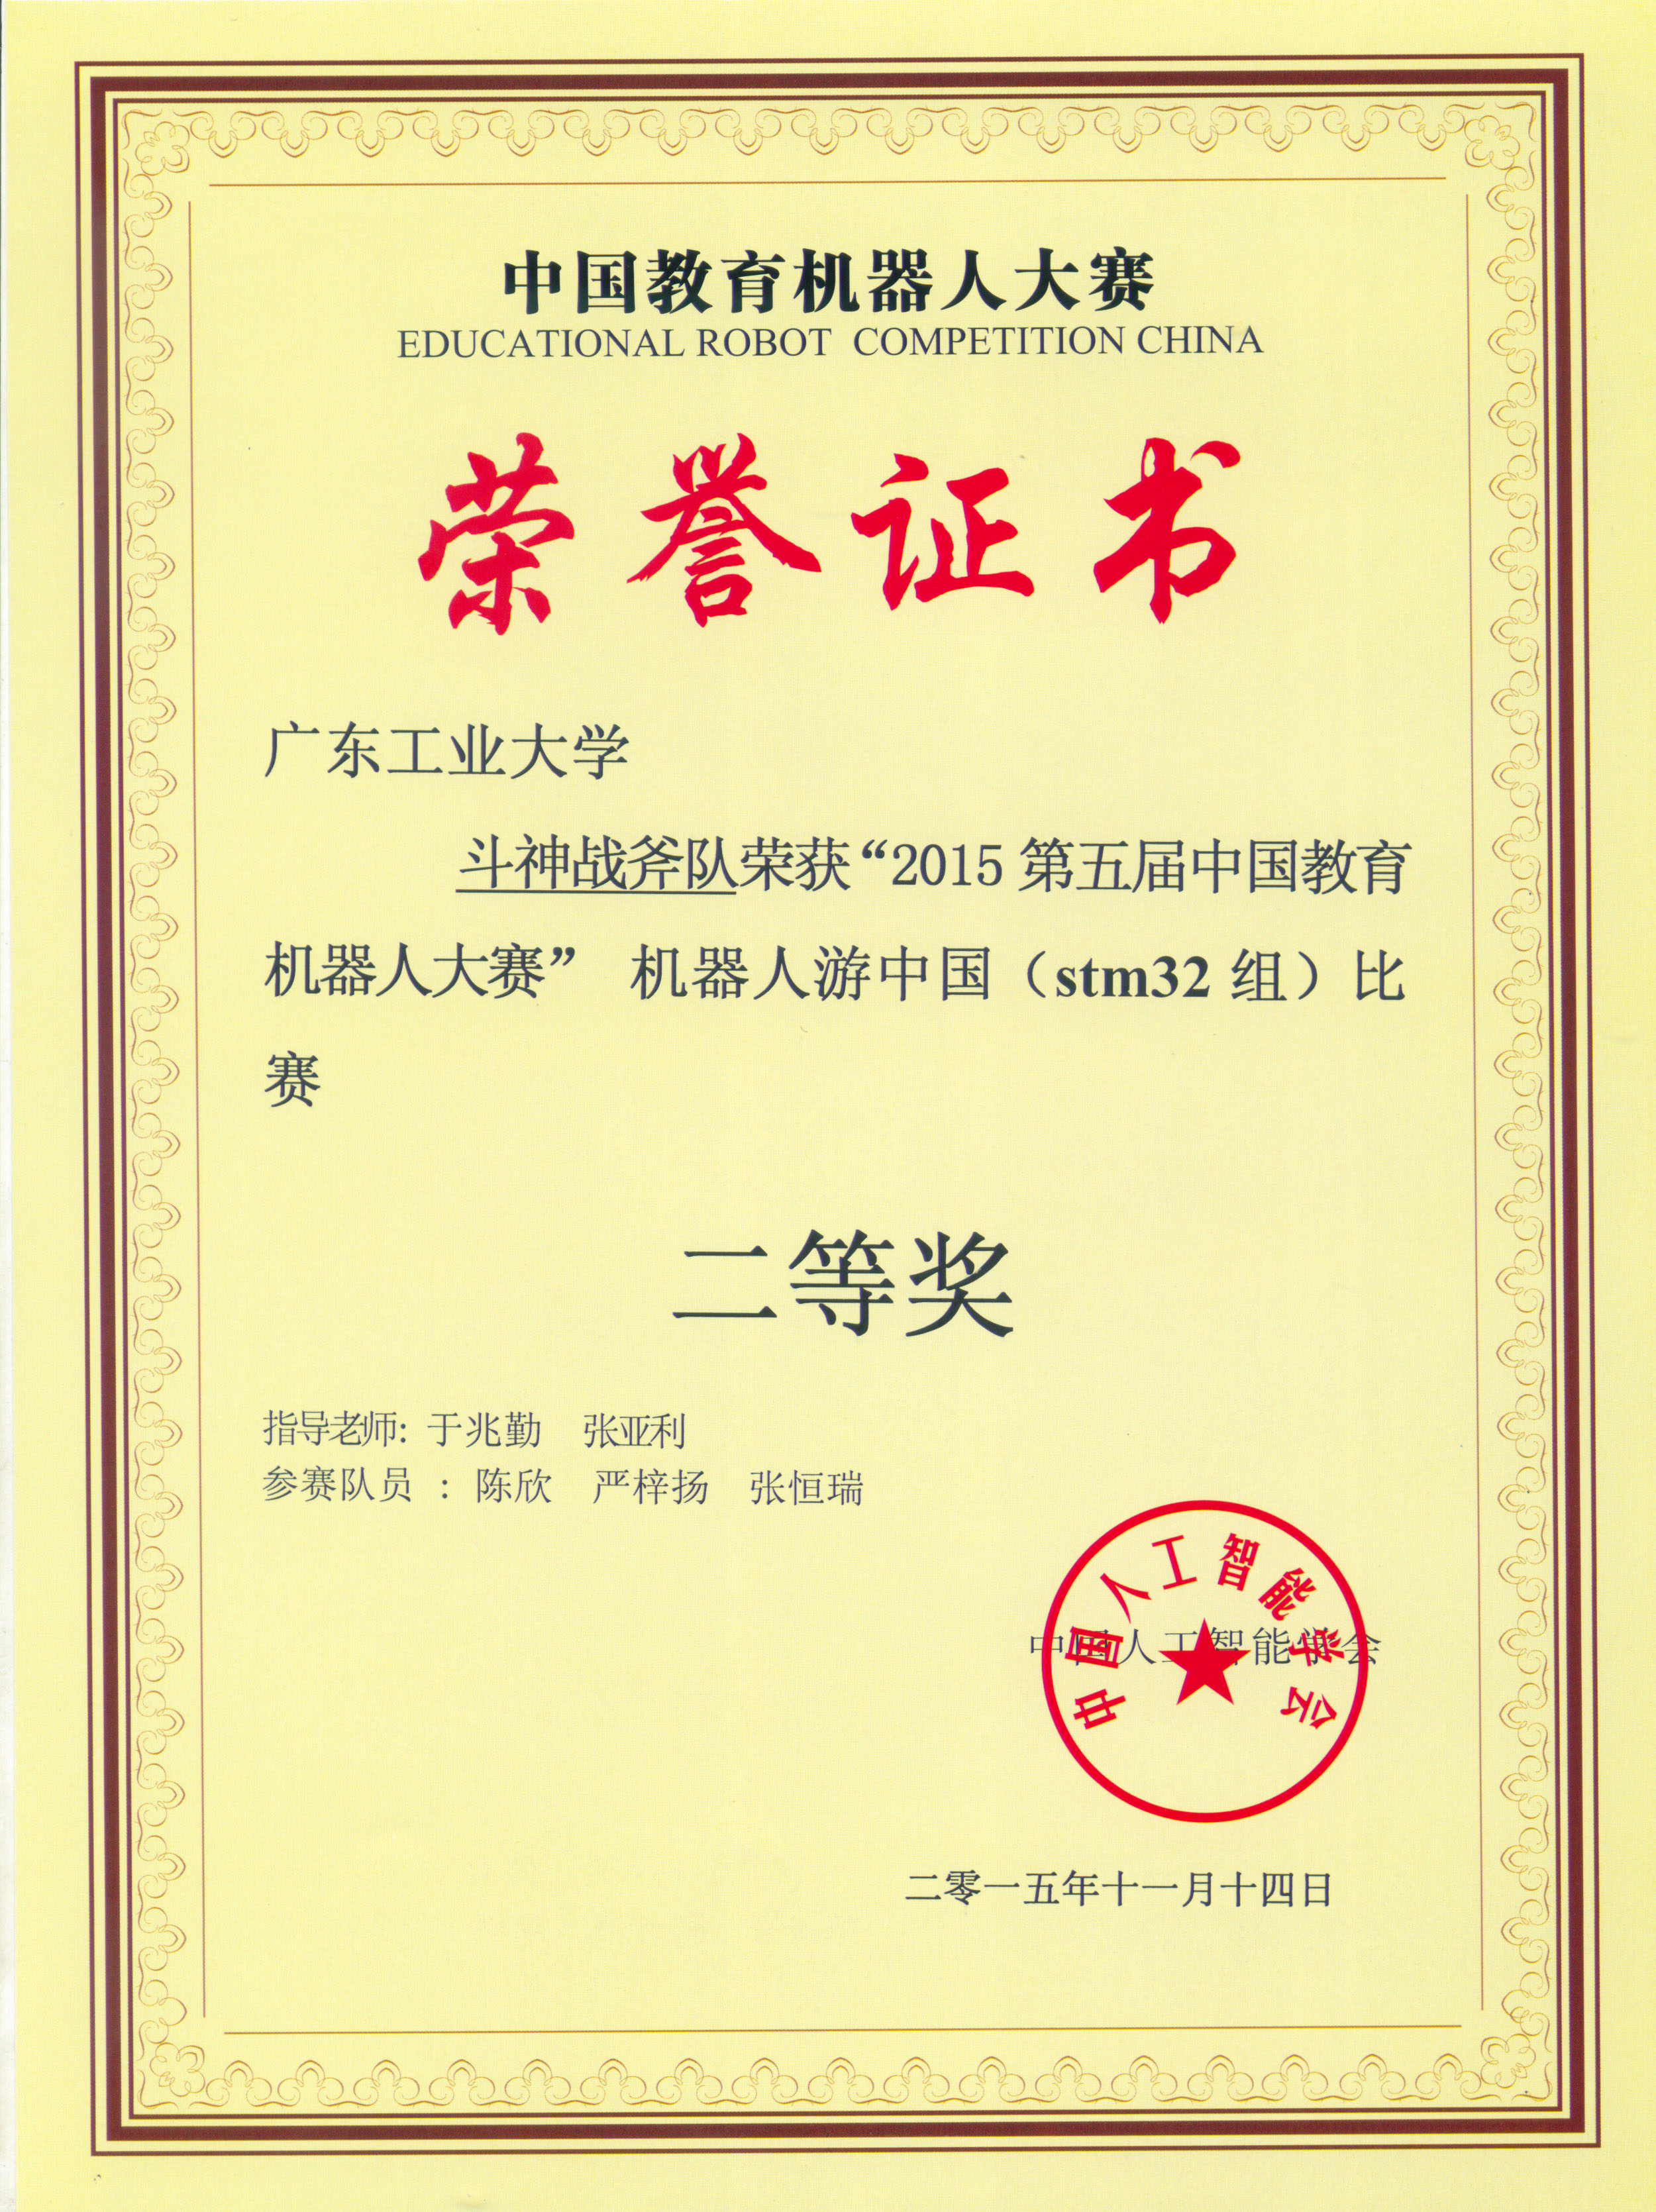 中国教育机器人大赛
EDUCATIONAL ROBOT COMPETITION CHINA
荣誉证书
广东工业大学
斗神战斧队荣获“2015 第五届中国教育
机器人大赛” 机器人游中国（stm32 组）比
赛
二等奖
指导老师: 于兆勤 张亚利
参赛队员 : 陈欣 严梓扬 张恒瑞
中国人工智能学会
中国人工智能学会
二零一五年十一月十四日